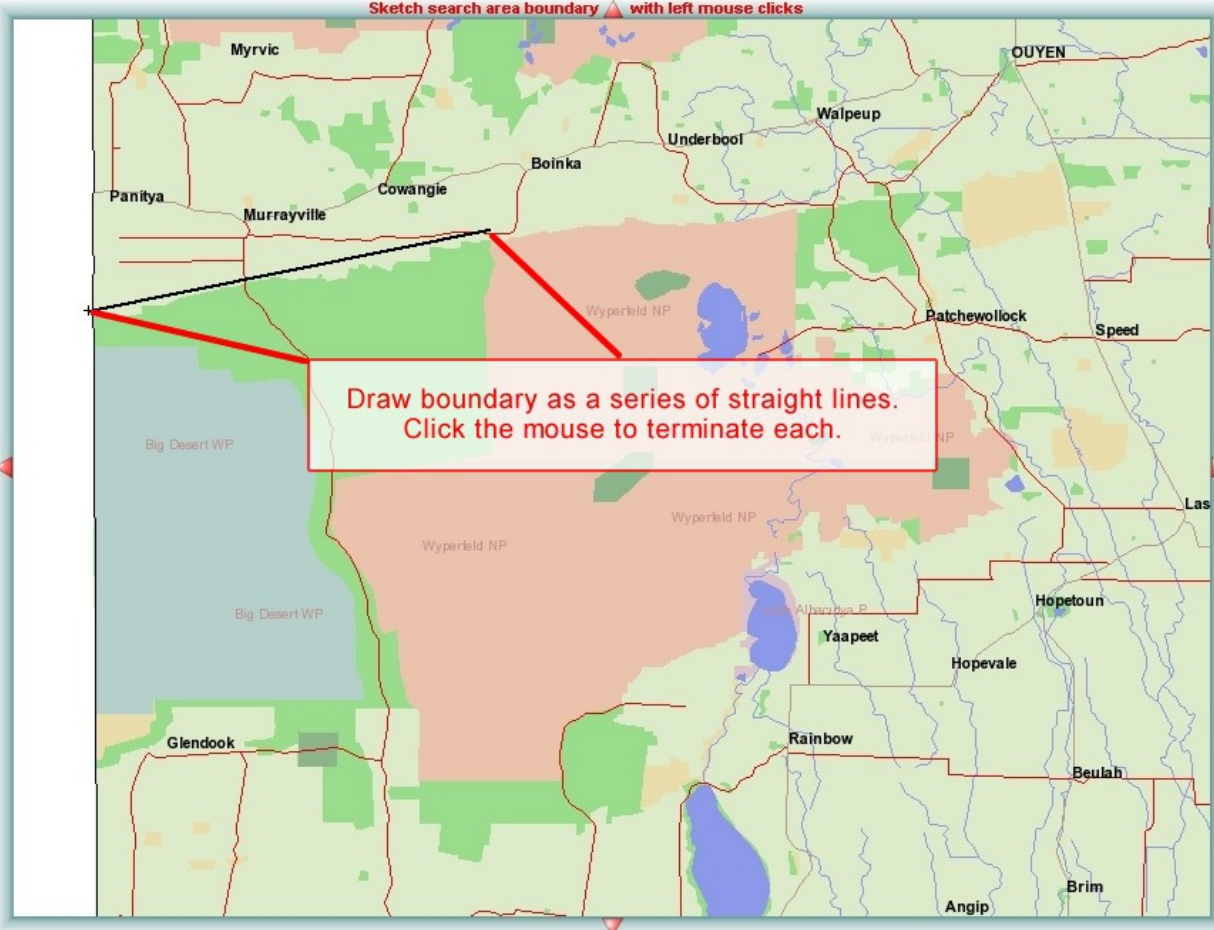 Sketch search area boundary with left mouse clicks
Myrvic
OUYEN
Walpeup
Underbool
Boinka
Cowangie
Panitya
Murrayville
Wyperfeld NP
Patchewollock
Speed
Draw boundary as a series of straight lines.
Click the mouse to terminate each.
Big Desert WP
Wyperfeld NP
Las
Wyperfeld NP
Wyperfeld NP
Hopetoun
Big Desert WP
Albacutya P
Yaapeet
Hopevale
Glendook
Rainbow
Beulah
Brim
Angip